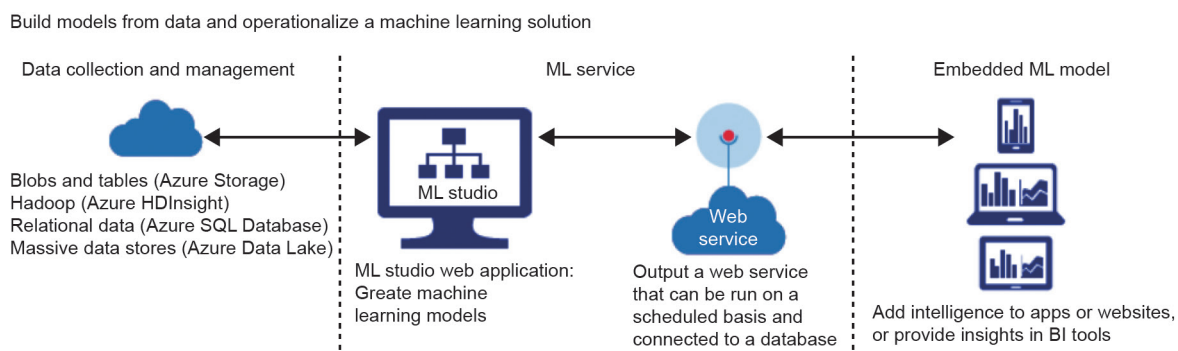 Build models from data and operationalize a machine learning solution
Data collection and management
Blobs and tables (Azure Storage)
Hadoop (Azure HDInsight)
Relational data (Azure SQL Database)
Massive data stores (Azure Data Lake)
ML service
ML studio
ML studio web application:
Greate machine
learning models
Web
service
Output a web service
that can be run on a
scheduled basis and
connected to a database
Embedded ML model
Add intelligence to apps or websites,
or provide insights in BI tools